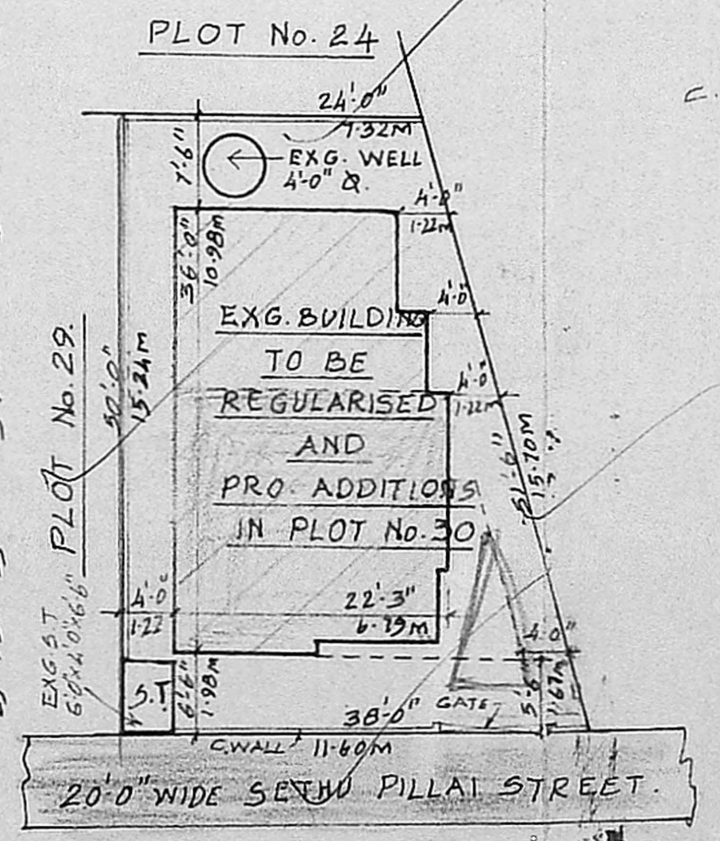 PLOT No. 24
C.
24'-0"
7.32M
7'-6"
EXG. WELL
4'-0" Ø.
4'-0"
1.22M
36'-0"
10.98M
4'-0"
EXG. BUILDING
TO BE
REGULARISED
AND
PRO. ADDITIONS
IN PLOT No. 30
4'-0"
1.22M
50'-0"
15.24M
PLOT No. 29.
51'-6"
15.70M
4'-0"
1.22
22'-3"
6.79M
EXG. S.T
6'0"x4'0"x6'6"
S.T
6'-6"
1.98M
4'-0"
5'-6"
1.67M
GATE
38'-0"
C.WALL
11.60M
20'0" WIDE SETHU PILLAI STREET.